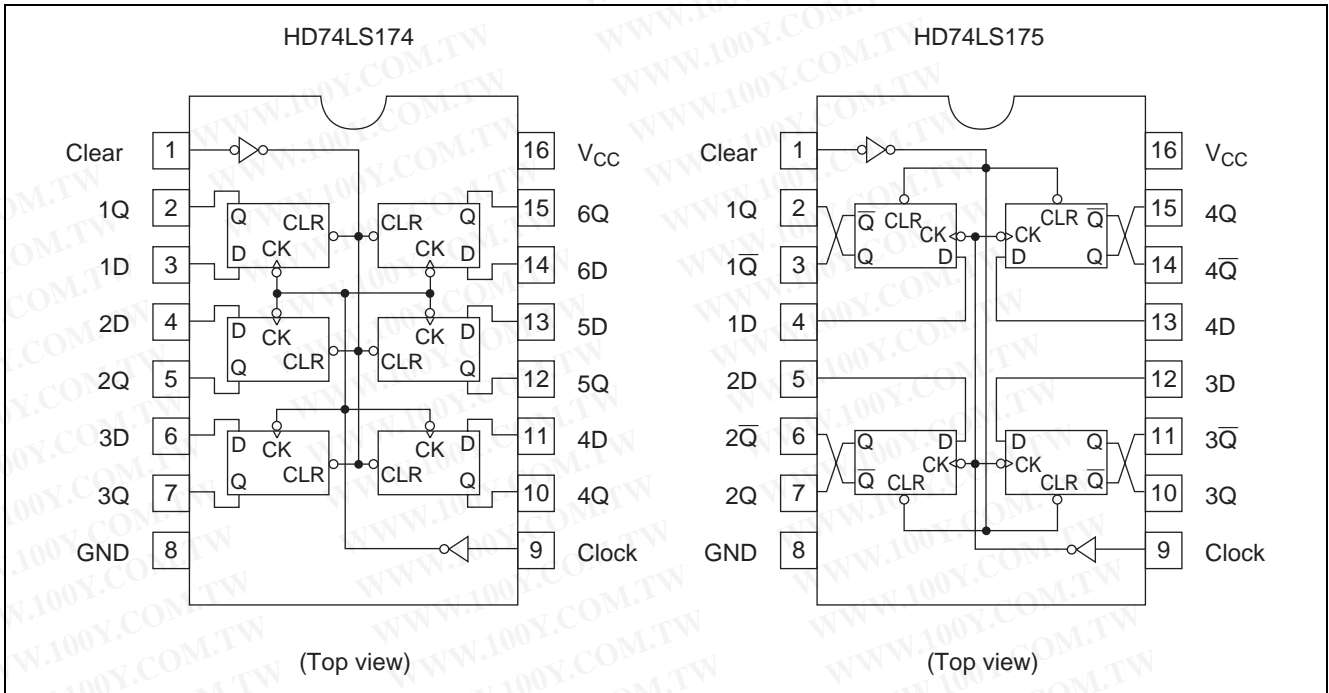 HD74LS174
Clear 1 16 VCC
1Q 2 Q CLR CLR Q 15 6Q
1D 3 D CK CK D 14 6D
2D 4 D CK CK D 13 5D
2Q 5 Q CLR CLR Q 12 5Q
3D 6 D CK CK D 11 4D
3Q 7 Q CLR CLR Q 10 4Q
GND 8 9 Clock
(Top view)
HD74LS175
Clear 1 16 VCC
1Q 2 Q̅ CLR CLR Q̅ 15 4Q
1Q̅ 3 Q CK CK Q 14 4Q̅
D D
1D 4 13 4D
2D 5 12 3D
2Q̅ 6 Q D D Q 11 3Q̅
CK CK
2Q 7 Q̅ CLR CLR Q̅ 10 3Q
GND 8 9 Clock
(Top view)
WWW.100Y.COM.TW